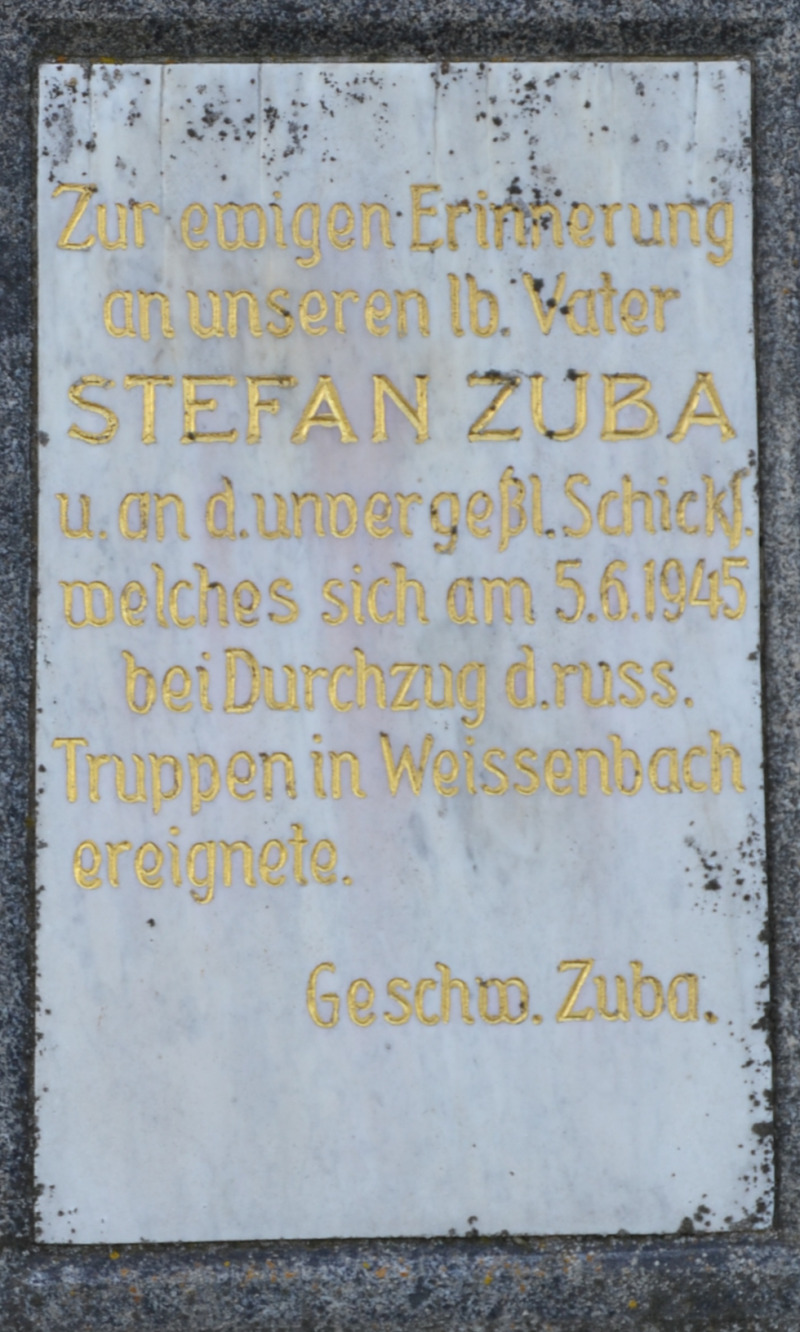 Zur ewigen Erinnerung
an unseren lb. Vater
STEFAN ZUBA
u. an d. unvergeßl. Schicks.
welches sich am 5.6.1945
bei Durchzug d. russ.
Truppen in Weissenbach
ereignete.
Geschw. Zuba.